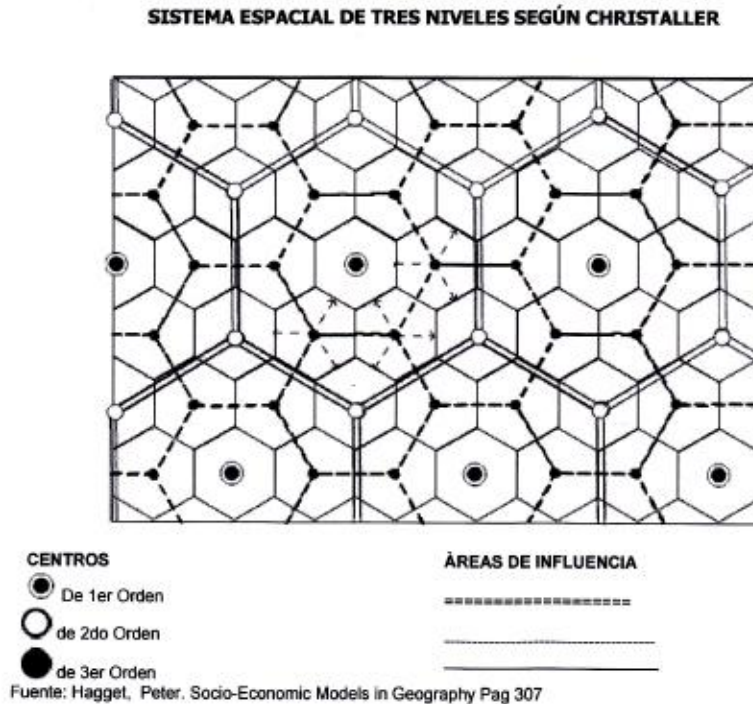 SISTEMA ESPACIAL DE TRES NIVELES SEGÚN CHRISTALLER
CENTROS
De 1er Orden
de 2do Orden
de 3er Orden
ÀREAS DE INFLUENCIA
Fuente: Hagget, Peter. Socio-Economic Models in Geography Pag 307